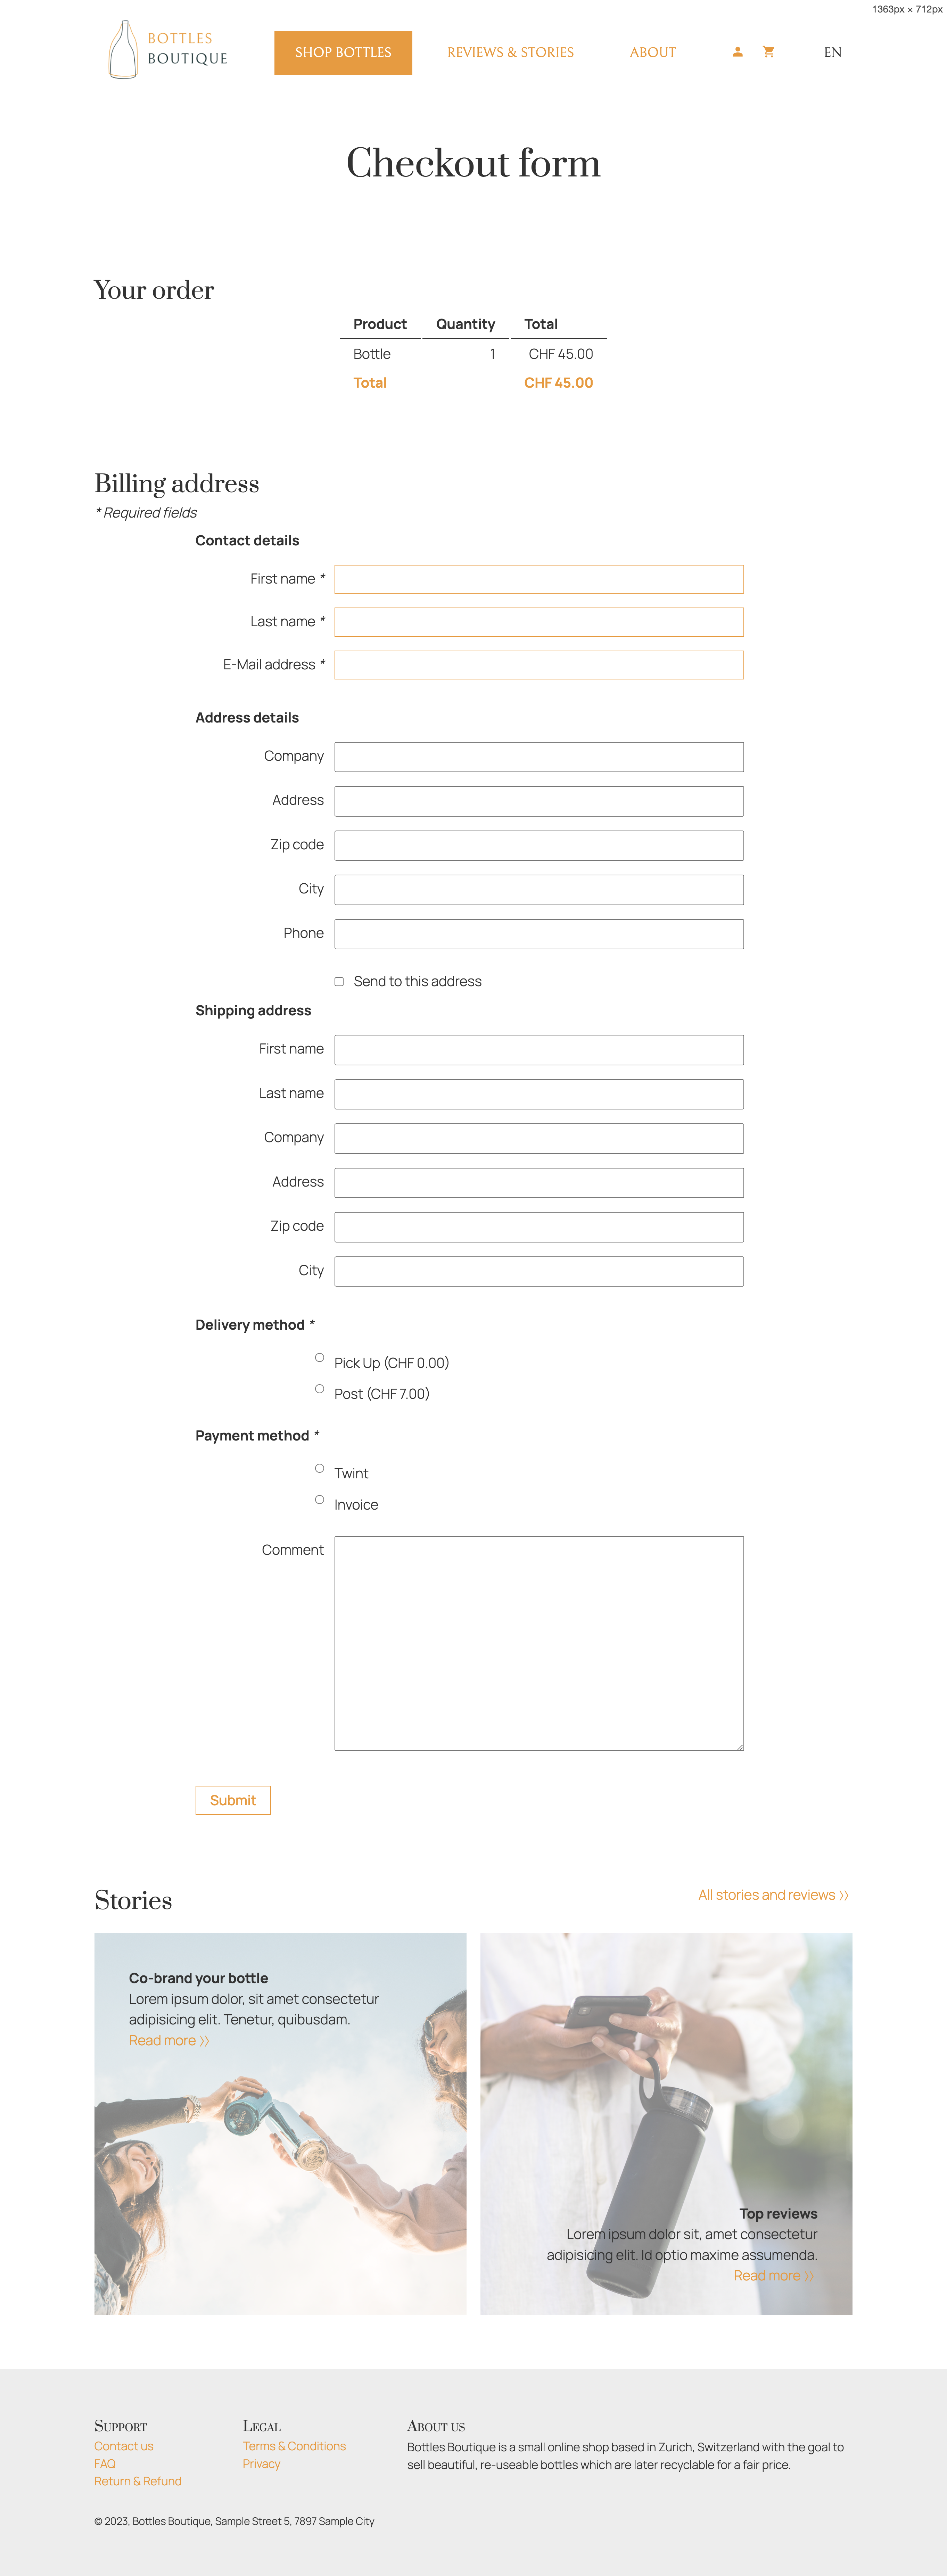 1363px × 712px
BOTTLES
BOUTIQUE
SHOP BOTTLES
REVIEWS & STORIES
ABOUT
EN
Checkout form
Your order
Product Quantity Total
Bottle 1 CHF 45.00
Total CHF 45.00
Billing address
* Required fields
Contact details
First name *
Last name *
E-Mail address *
Address details
Company
Address
Zip code
City
Phone
Send to this address
Shipping address
First name
Last name
Company
Address
Zip code
City
Delivery method *
Pick Up (CHF 0.00)
Post (CHF 7.00)
Payment method *
Twint
Invoice
Comment
Submit
Stories
All stories and reviews 〉〉
Co-brand your bottle
Lorem ipsum dolor, sit amet consectetur
adipisicing elit. Tenetur, quibusdam.
Read more 〉〉
Top reviews
Lorem ipsum dolor sit, amet consectetur
adipisicing elit. Id optio maxime assumenda.
Read more 〉〉
Support
Contact us
FAQ
Return & Refund
Legal
Terms & Conditions
Privacy
About us
Bottles Boutique is a small online shop based in Zurich, Switzerland with the goal to
sell beautiful, re-useable bottles which are later recyclable for a fair price.
© 2023, Bottles Boutique, Sample Street 5, 7897 Sample City